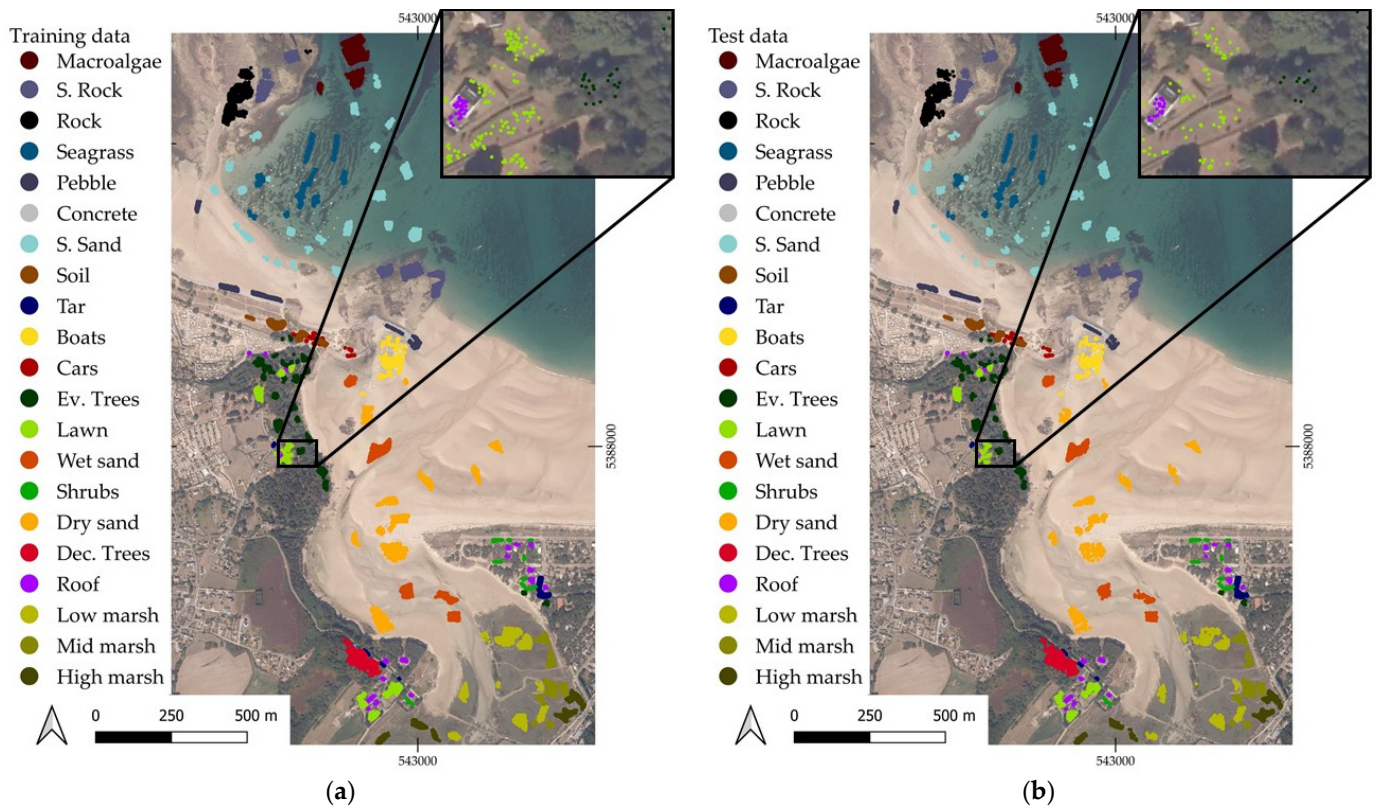 543000
Training data
Macroalgae
S. Rock
Rock
Seagrass
Pebble
Concrete
S. Sand
Soil
Tar
Boats
Cars
Ev. Trees
Lawn
Wet sand
Shrubs
Dry sand
Dec. Trees
Roof
Low marsh
Mid marsh
High marsh
5388000
0 250 500 m
543000
(a)
543000
Test data
Macroalgae
S. Rock
Rock
Seagrass
Pebble
Concrete
S. Sand
Soil
Tar
Boats
Cars
Ev. Trees
Lawn
Wet sand
Shrubs
Dry sand
Dec. Trees
Roof
Low marsh
Mid marsh
High marsh
5388000
0 250 500 m
543000
(b)